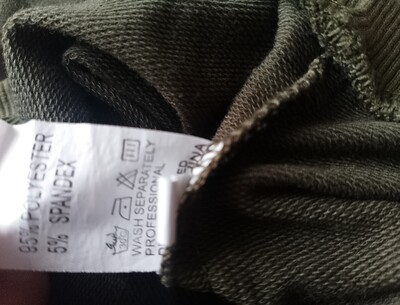 95% POLYESTER
5% SPANDEX
WASH SEPARATELY
PROFESSIONAL